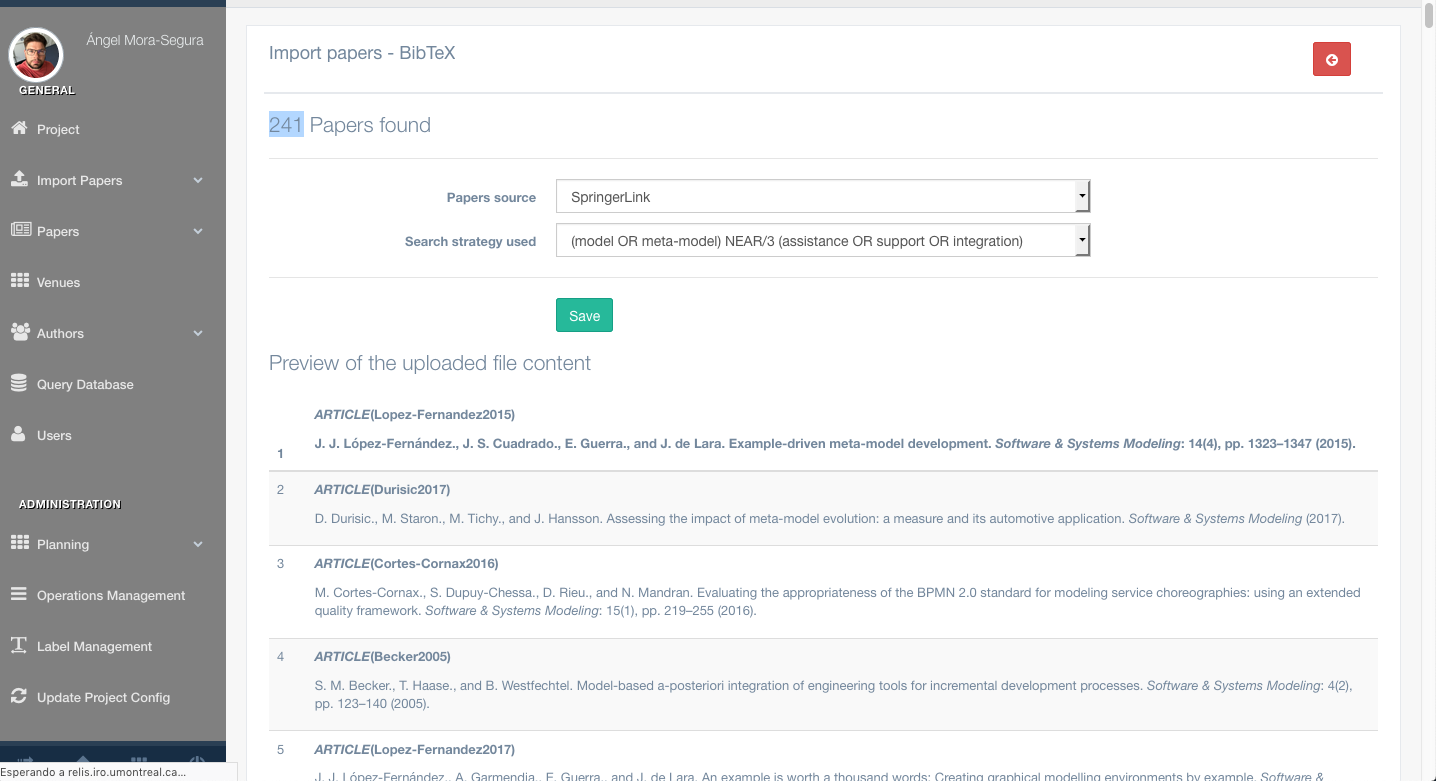 Ángel Mora-Segura
GENERAL
Project
Import Papers
Papers
Venues
Authors
Query Database
Users
ADMINISTRATION
Planning
Operations Management
Label Management
Update Project Config
Esperando a relis.iro.umontreal.ca...
Import papers - BibTeX
241 Papers found
Papers source SpringerLink
Search strategy used (model OR meta-model) NEAR/3 (assistance OR support OR integration)
Save
Preview of the uploaded file content
ARTICLE(Lopez-Fernandez2015)
1 J. J. López-Fernández., J. S. Cuadrado., E. Guerra., and J. de Lara. Example-driven meta-model development. Software & Systems Modeling: 14(4), pp. 1323–1347 (2015).
2 ARTICLE(Durisic2017)
D. Durisic., M. Staron., M. Tichy., and J. Hansson. Assessing the impact of meta-model evolution: a measure and its automotive application. Software & Systems Modeling (2017).
3 ARTICLE(Cortes-Cornax2016)
M. Cortes-Cornax., S. Dupuy-Chessa., D. Rieu., and N. Mandran. Evaluating the appropriateness of the BPMN 2.0 standard for modeling service choreographies: using an extended
quality framework. Software & Systems Modeling: 15(1), pp. 219–255 (2016).
4 ARTICLE(Becker2005)
S. M. Becker., T. Haase., and B. Westfechtel. Model-based a-posteriori integration of engineering tools for incremental development processes. Software & Systems Modeling: 4(2),
pp. 123–140 (2005).
5 ARTICLE(Lopez-Fernandez2017)
J. J. López-Fernández., A. Garmendia., E. Guerra., and J. de Lara. An example is worth a thousand words: Creating graphical modelling environments by example. Software &